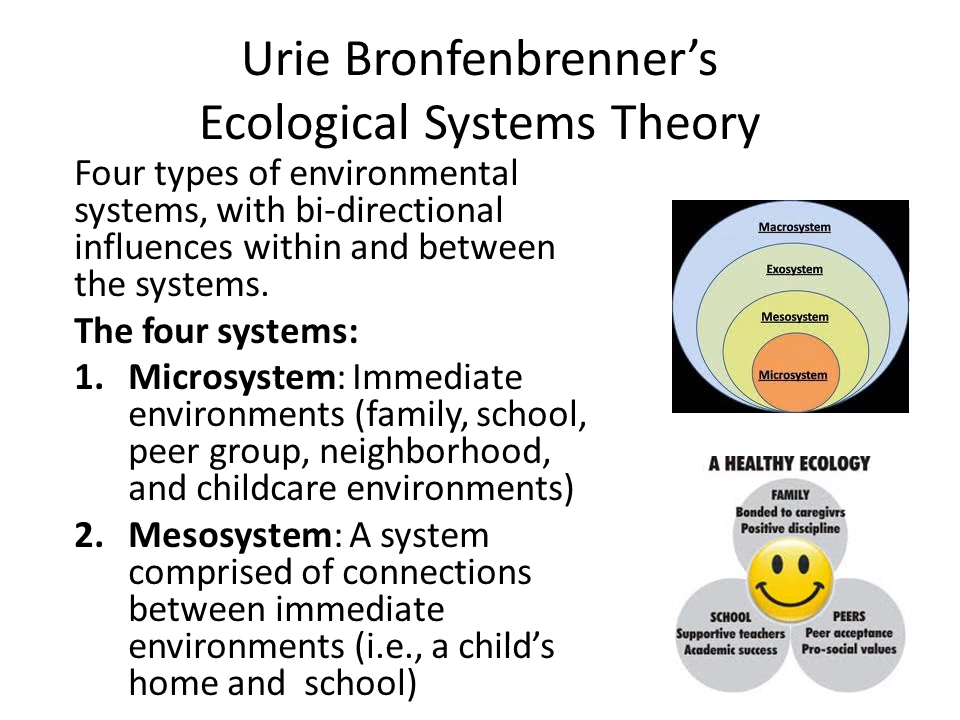 Urie Bronfenbrenner’s
Ecological Systems Theory
Four types of environmental
systems, with bi-directional
influences within and between
the systems.
The four systems:
1. Microsystem: Immediate
environments (family, school,
peer group, neighborhood,
and childcare environments)
2. Mesosystem: A system
comprised of connections
between immediate
environments (i.e., a child’s
home and  school)
Macrosystem
Exosystem
Mesosystem
Microsystem
A HEALTHY ECOLOGY
FAMILY
Bonded to caregivrs
Positive discipline
SCHOOL
Supportive teachers
Academic success
PEERS
Peer acceptance
Pro-social values